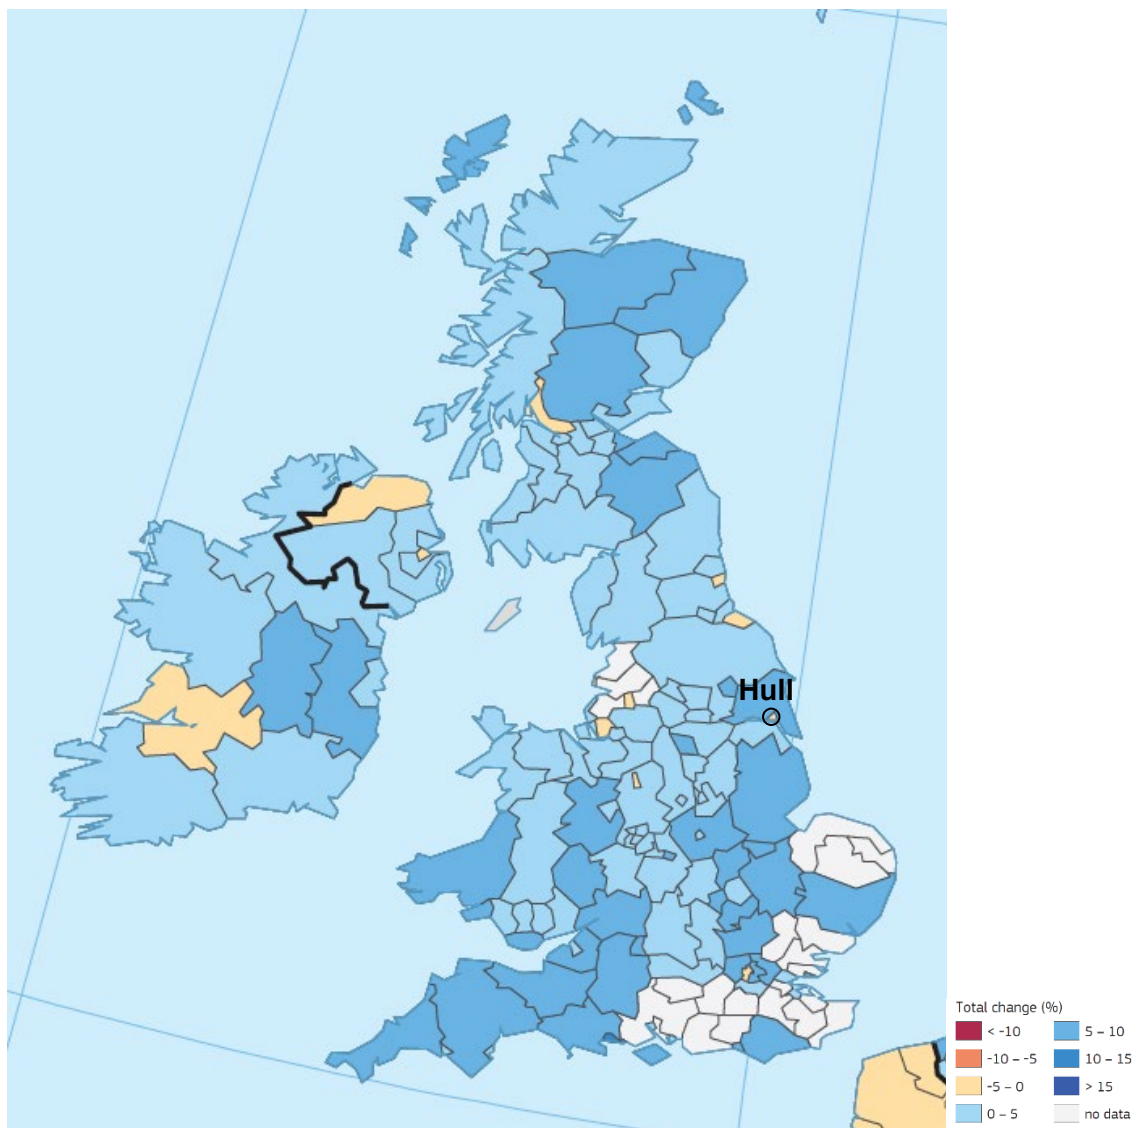 Hull
Total change (%)
< -10
5 – 10
-10 – -5
10 – 15
-5 – 0
> 15
0 – 5
no data